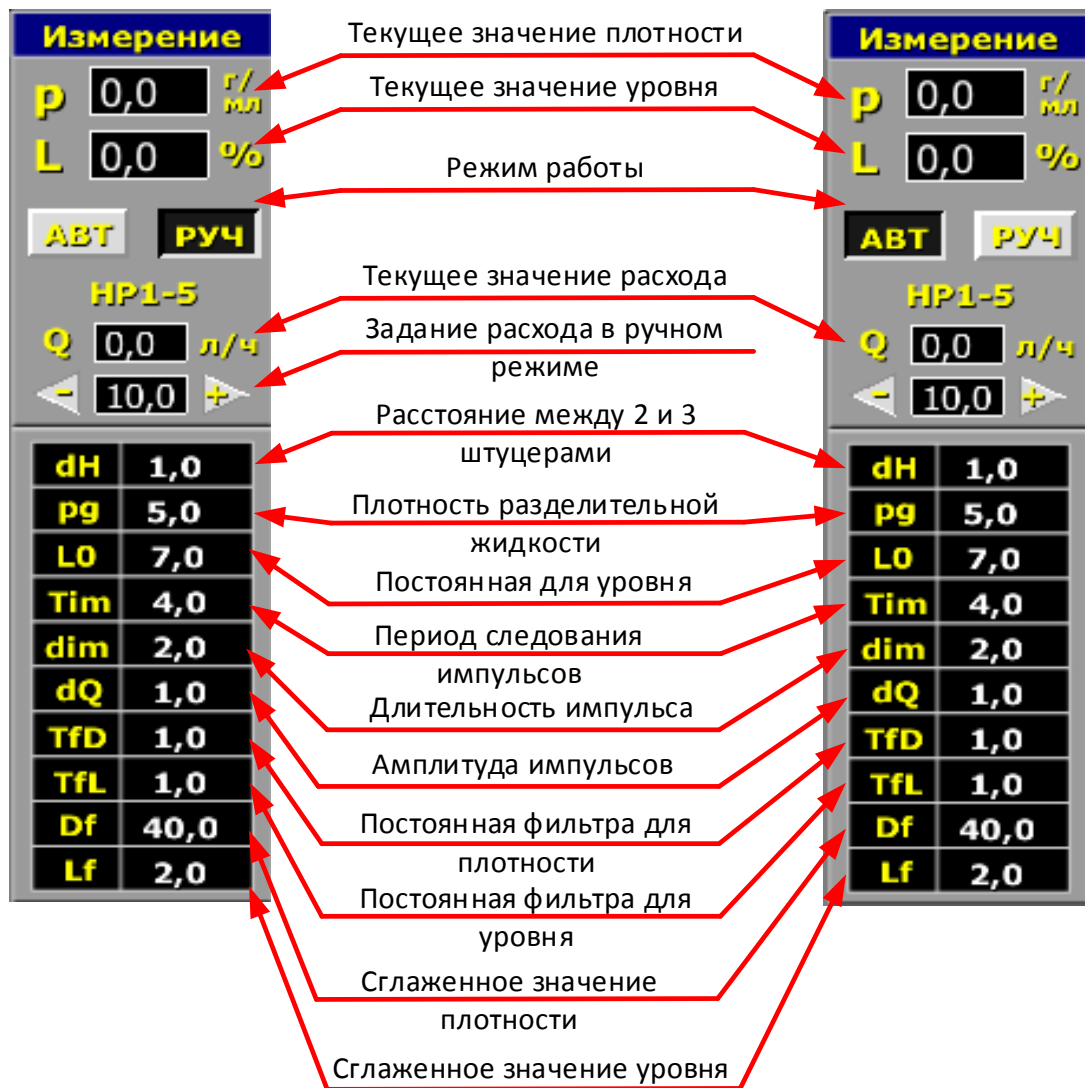 Измерение
p 0,0 г/мл
L 0,0 %
АВТ РУЧ
НР1-5
Q 0,0 л/ч
- 10,0 +
dH 1,0
pg 5,0
L0 7,0
Tim 4,0
dim 2,0
dQ 1,0
TfD 1,0
TfL 1,0
Df 40,0
Lf 2,0
Текущее значение плотности
Текущее значение уровня
Режим работы
Текущее значение расхода
Задание расхода в ручном
режиме
Расстояние между 2 и 3
штуцерами
Плотность разделительной
жидкости
Постоянная для уровня
Период следования
импульсов
Длительность импульса
Амплитуда импульсов
Постоянная фильтра для
плотности
Постоянная фильтра для
уровня
Сглаженное значение
плотности
Сглаженное значение уровня
Измерение
p 0,0 г/мл
L 0,0 %
АВТ РУЧ
НР1-5
Q 0,0 л/ч
- 10,0 +
dH 1,0
pg 5,0
L0 7,0
Tim 4,0
dim 2,0
dQ 1,0
TfD 1,0
TfL 1,0
Df 40,0
Lf 2,0